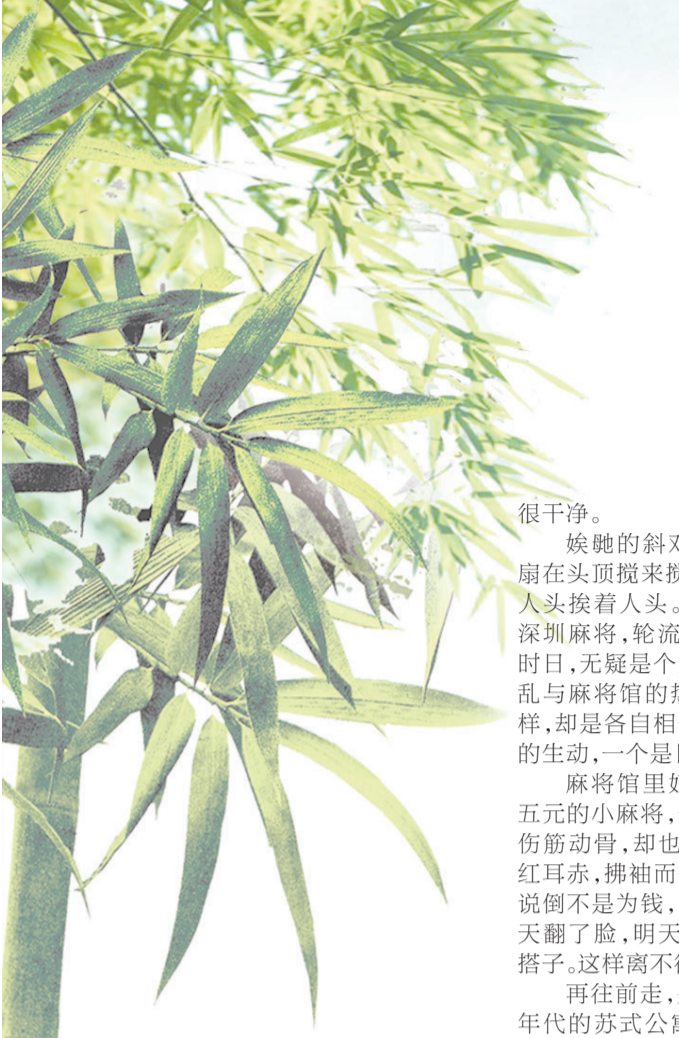 很干净。
娭毑的斜对
扇在头顶搅来搅
人头挨着人头。
深圳麻将,轮流
时日,无疑是个
乱与麻将馆的热
样,却是各自相
的生动,一个是
麻将馆里
五元的小麻将,
伤筋动骨,却也
红耳赤,拂袖而
说倒不是为钱,
天翻了脸,明天
搭子。这样离不
再往前走,
年代的苏式公寓